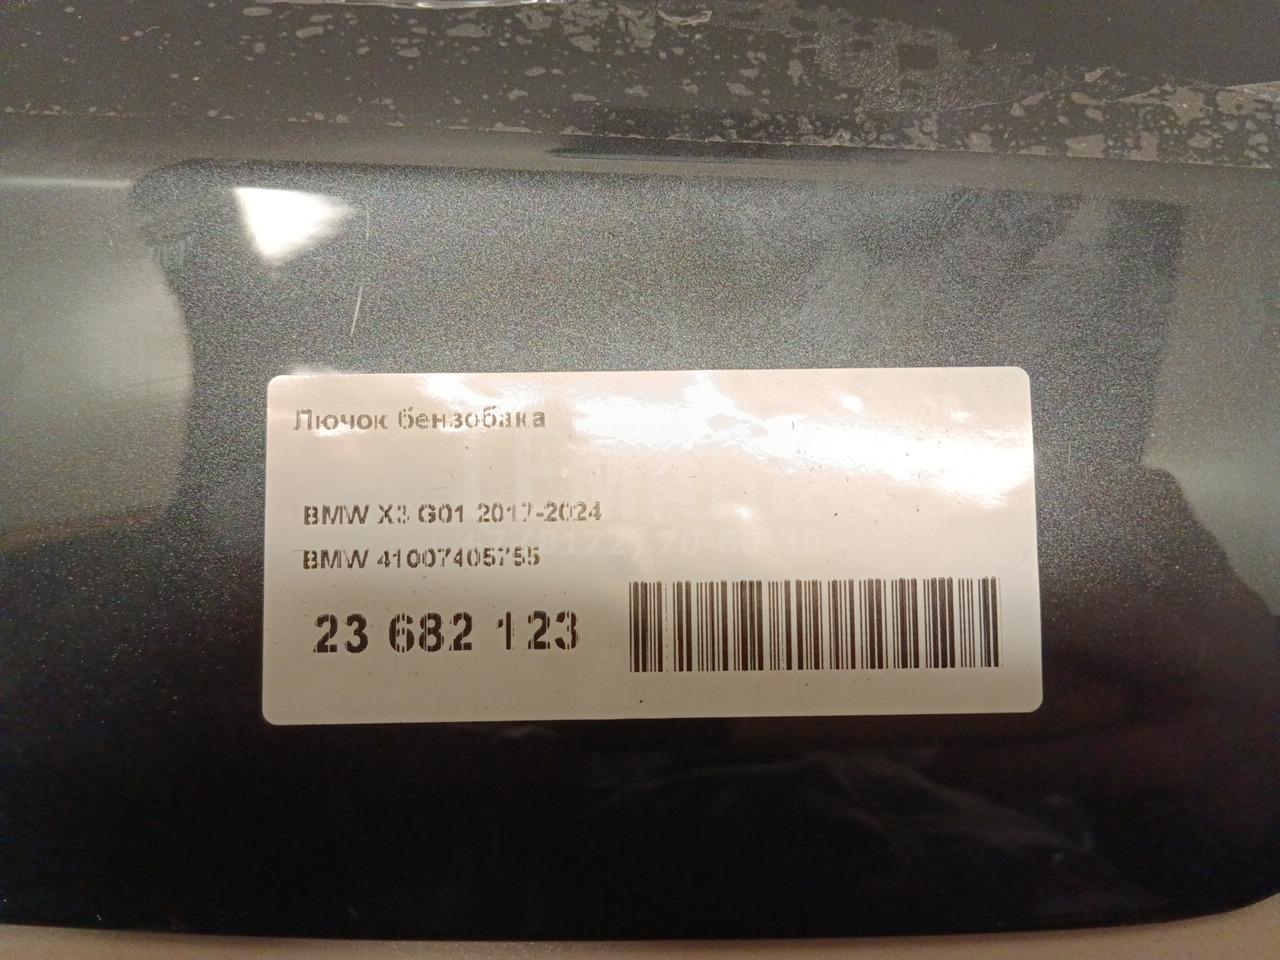 Лючок бензобака
BMW X3 G01 2017-2024
BMW 41007405755
23 682 123